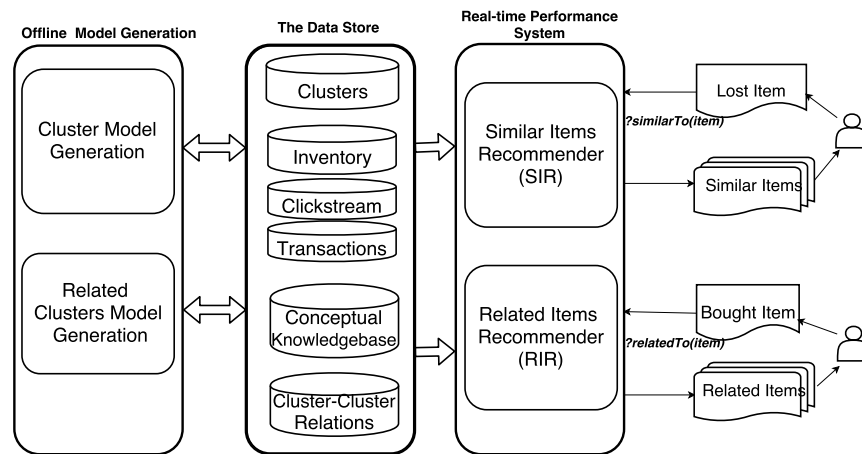 Offline Model Generation
The Data Store
Real-time Performance
System
Cluster Model
Generation
Related
Clusters Model
Generation
Clusters
Inventory
Clickstream
Transactions
Conceptual
Knowledgebase
Cluster-Cluster
Relations
Similar Items
Recommender
(SIR)
Related Items
Recommender
(RIR)
Lost Item
?similarTo(item)
Similar Items
Bought Item
?relatedTo(item)
Related Items